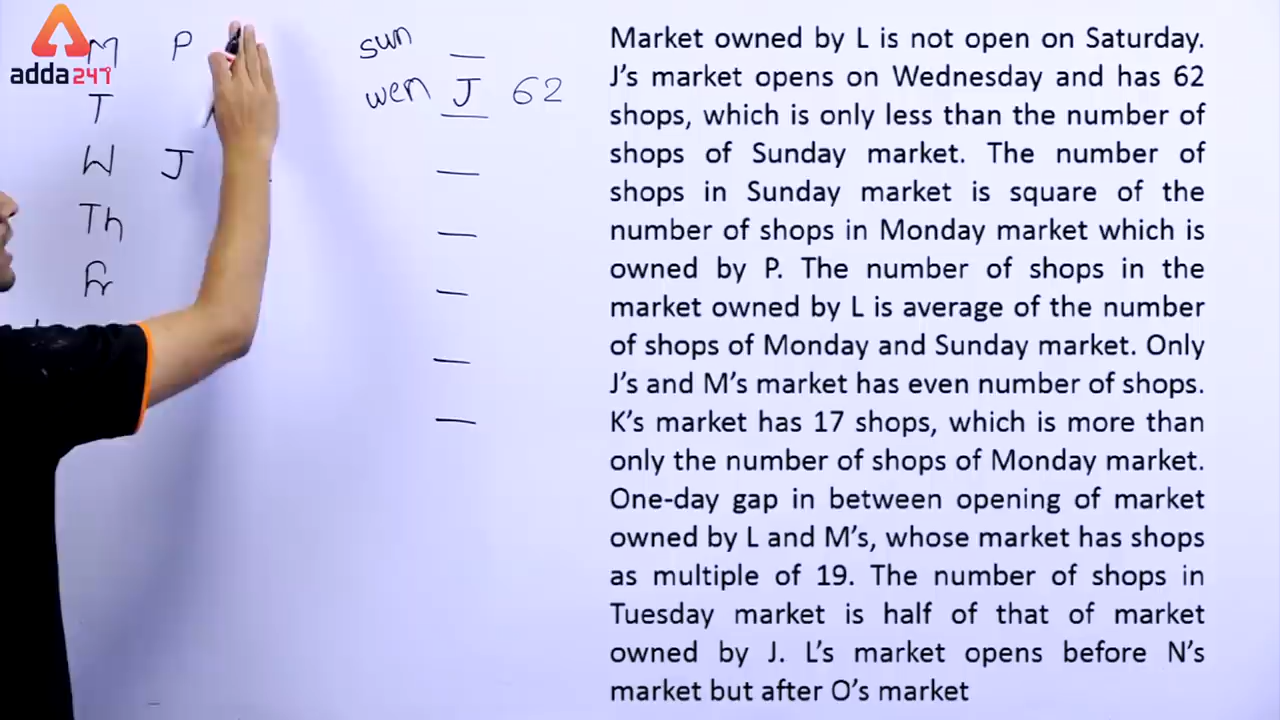 adda247
M P
T
W J
Th
Fr
sun
wen J 62
Market owned by L is not open on Saturday.
J's market opens on Wednesday and has 62
shops, which is only less than the number of
shops of Sunday market. The number of
shops in Sunday market is square of the
number of shops in Monday market which is
owned by P. The number of shops in the
market owned by L is average of the number
of shops of Monday and Sunday market. Only
J's and M's market has even number of shops.
K's market has 17 shops, which is more than
only the number of shops of Monday market.
One-day gap in between opening of market
owned by L and M's, whose market has shops
as multiple of 19. The number of shops in
Tuesday market is half of that of market
owned by J. L's market opens before N's
market but after O's market